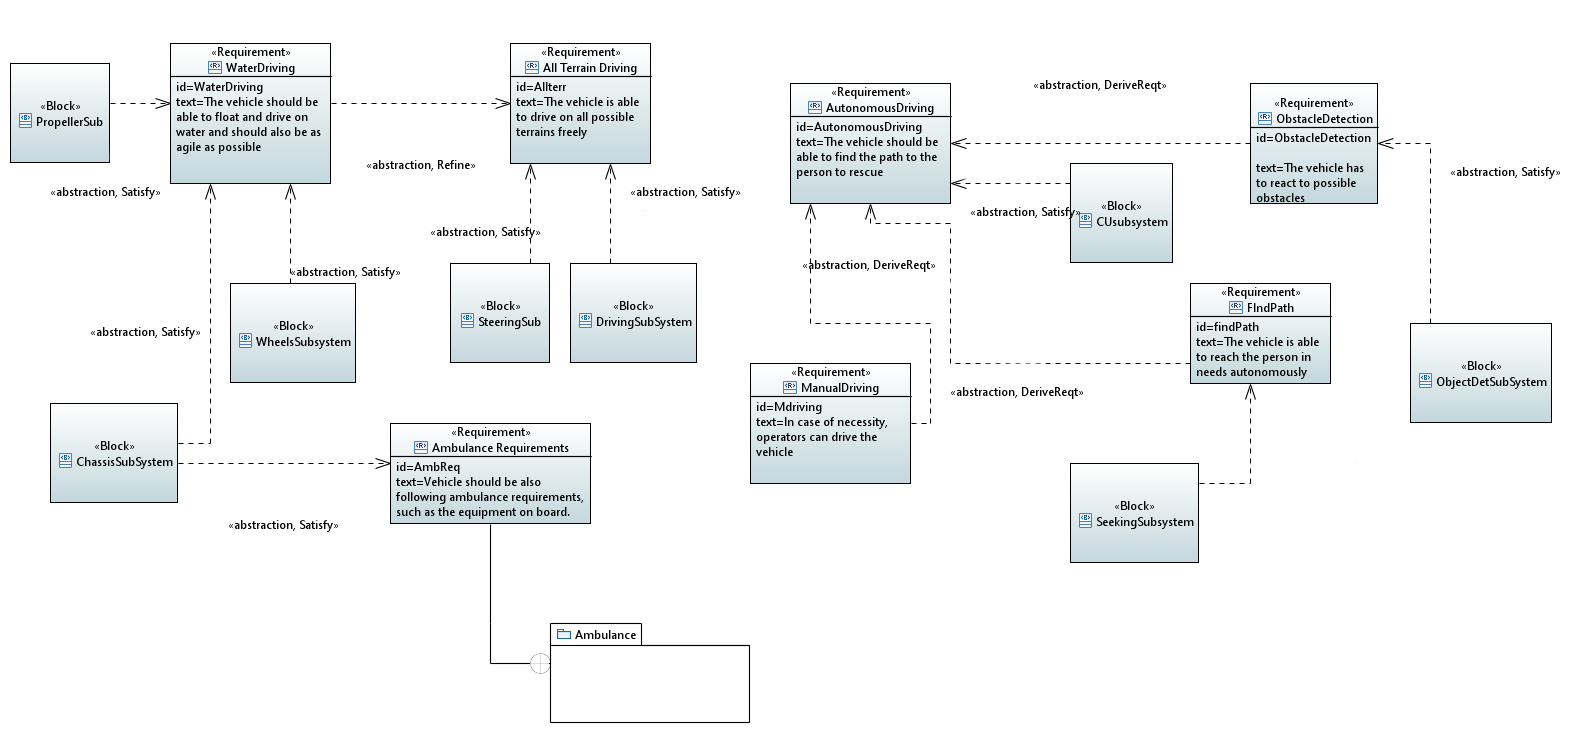 «Block»
PropellerSub
«Requirement»
WaterDriving
id=WaterDriving
text=The vehicle should be
able to float and drive on
water and should also be as
agile as possible
«Requirement»
All Terrain Driving
id=Allterr
text=The vehicle is able
to drive on all possible
terrains freely
«abstraction, Refine»
«abstraction, Satisfy»
«abstraction, Satisfy»
«abstraction, Satisfy»
«abstraction, Satisfy»
«abstraction, Satisfy»
«Block»
WheelsSubsystem
«Block»
SteeringSub
«Block»
DrivingSubSystem
«Block»
ChassisSubSystem
«abstraction, Satisfy»
«Requirement»
Ambulance Requirements
id=AmbReq
text=Vehicle should be also
following ambulance requirements,
such as the equipment on board.
Ambulance
«Requirement»
AutonomousDriving
id=AutonomousDriving
text=The vehicle should be
able to find the path to the
person to rescue
«abstraction, DeriveReqt»
«Requirement»
ObstacleDetection
id=ObstacleDetection
text=The vehicle has
to react to possible
obstacles
«abstraction, Satisfy»
«abstraction, Satisfy»
«Block»
CUsubsystem
«abstraction, DeriveReqt»
«Requirement»
FIndPath
id=findPath
text=The vehicle is able
to reach the person in
needs autonomously
«Block»
ObjectDetSubSystem
«Requirement»
ManualDriving
id=Mdriving
text=In case of necessity,
operators can drive the
vehicle
«abstraction, DeriveReqt»
«Block»
SeekingSubsystem